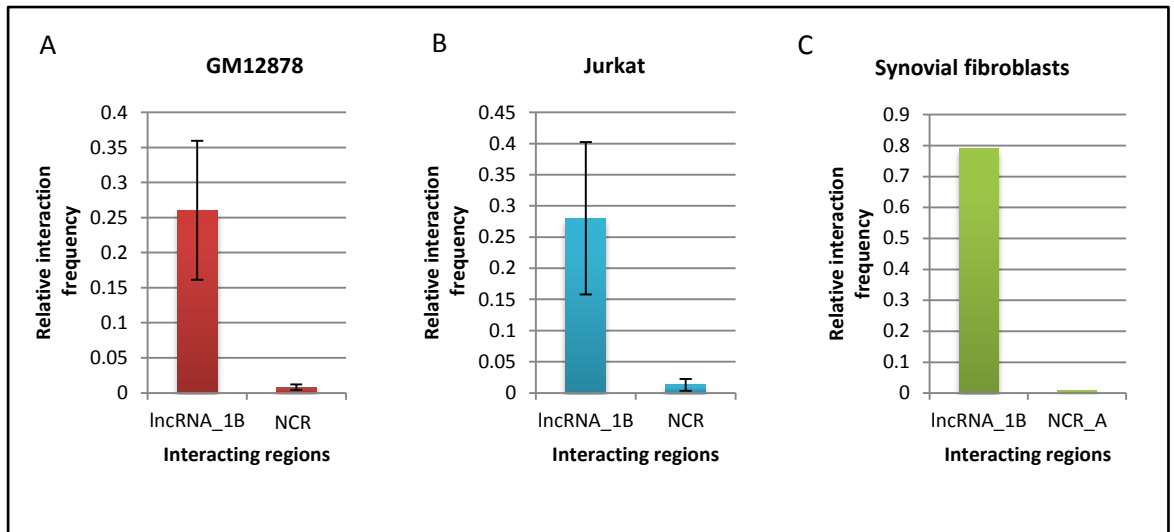 A
GM12878
Relative interaction
frequency
0.4
0.35
0.3
0.25
0.2
0.15
0.1
0.05
0
lncRNA_1B NCR
Interacting regions
B
Jurkat
Relative interaction
frequency
0.45
0.4
0.35
0.3
0.25
0.2
0.15
0.1
0.05
0
lncRNA_1B NCR
Interacting regions
C
Synovial fibroblasts
Relative interaction
frequency
0.9
0.8
0.7
0.6
0.5
0.4
0.3
0.2
0.1
0
lncRNA_1B NCR_A
Interacting regions